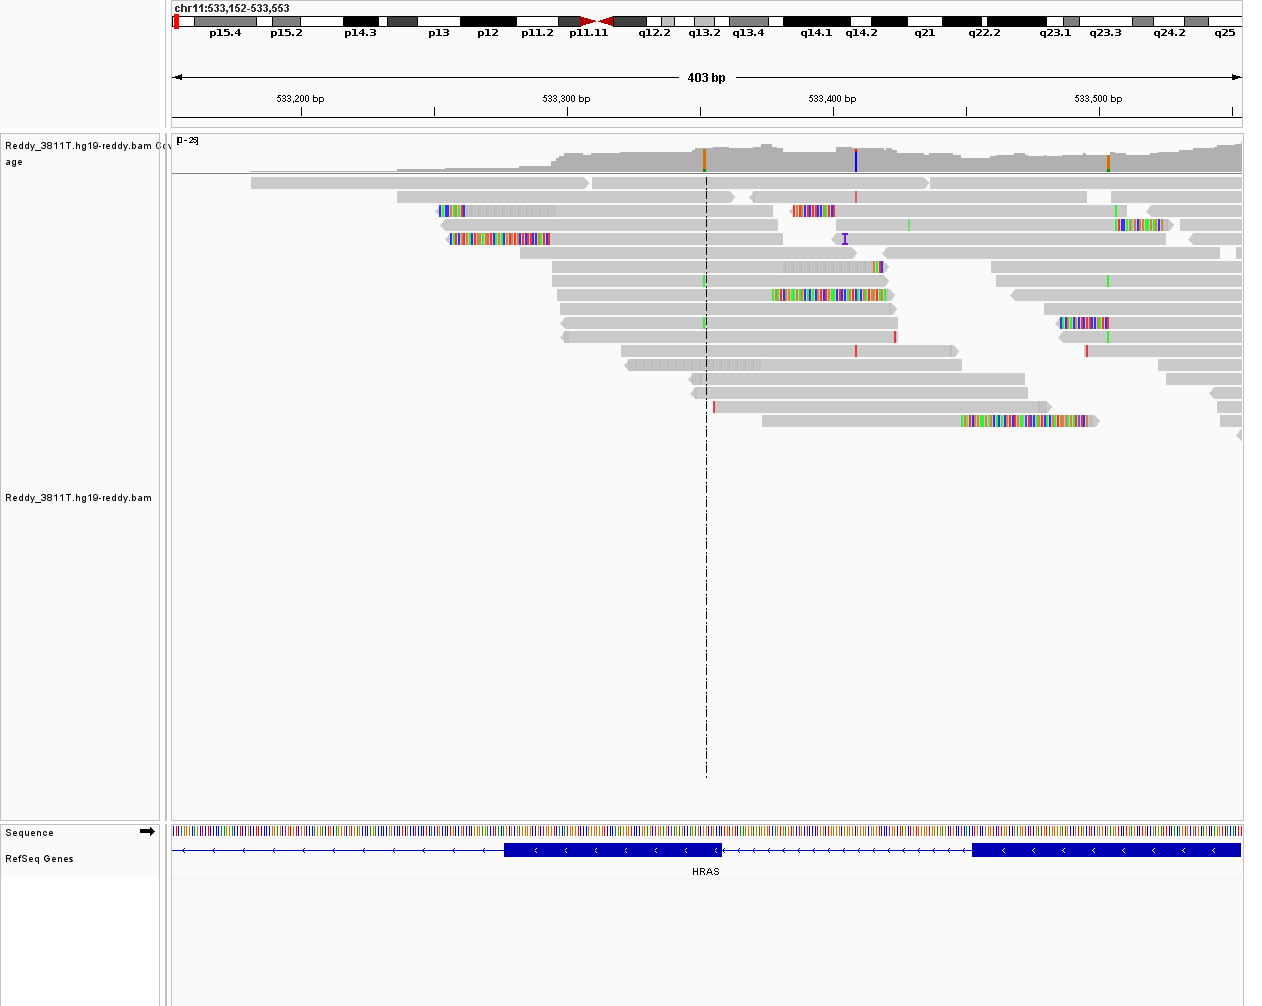 chr11:533,152-533,553
p15.4 p15.2 p14.3 p13 p12 p11.2 p11.11 q12.2 q13.2 q13.4 q14.1 q14.2 q21 q22.2 q23.1 q23.3 q24.2 q25
403 bp
533,200 bp 533,300 bp 533,400 bp 533,500 bp
Reddy_3811T.hg19-reddy.bam Cov
age
Reddy_3811T.hg19-reddy.bam
Sequence
RefSeq Genes
HRAS